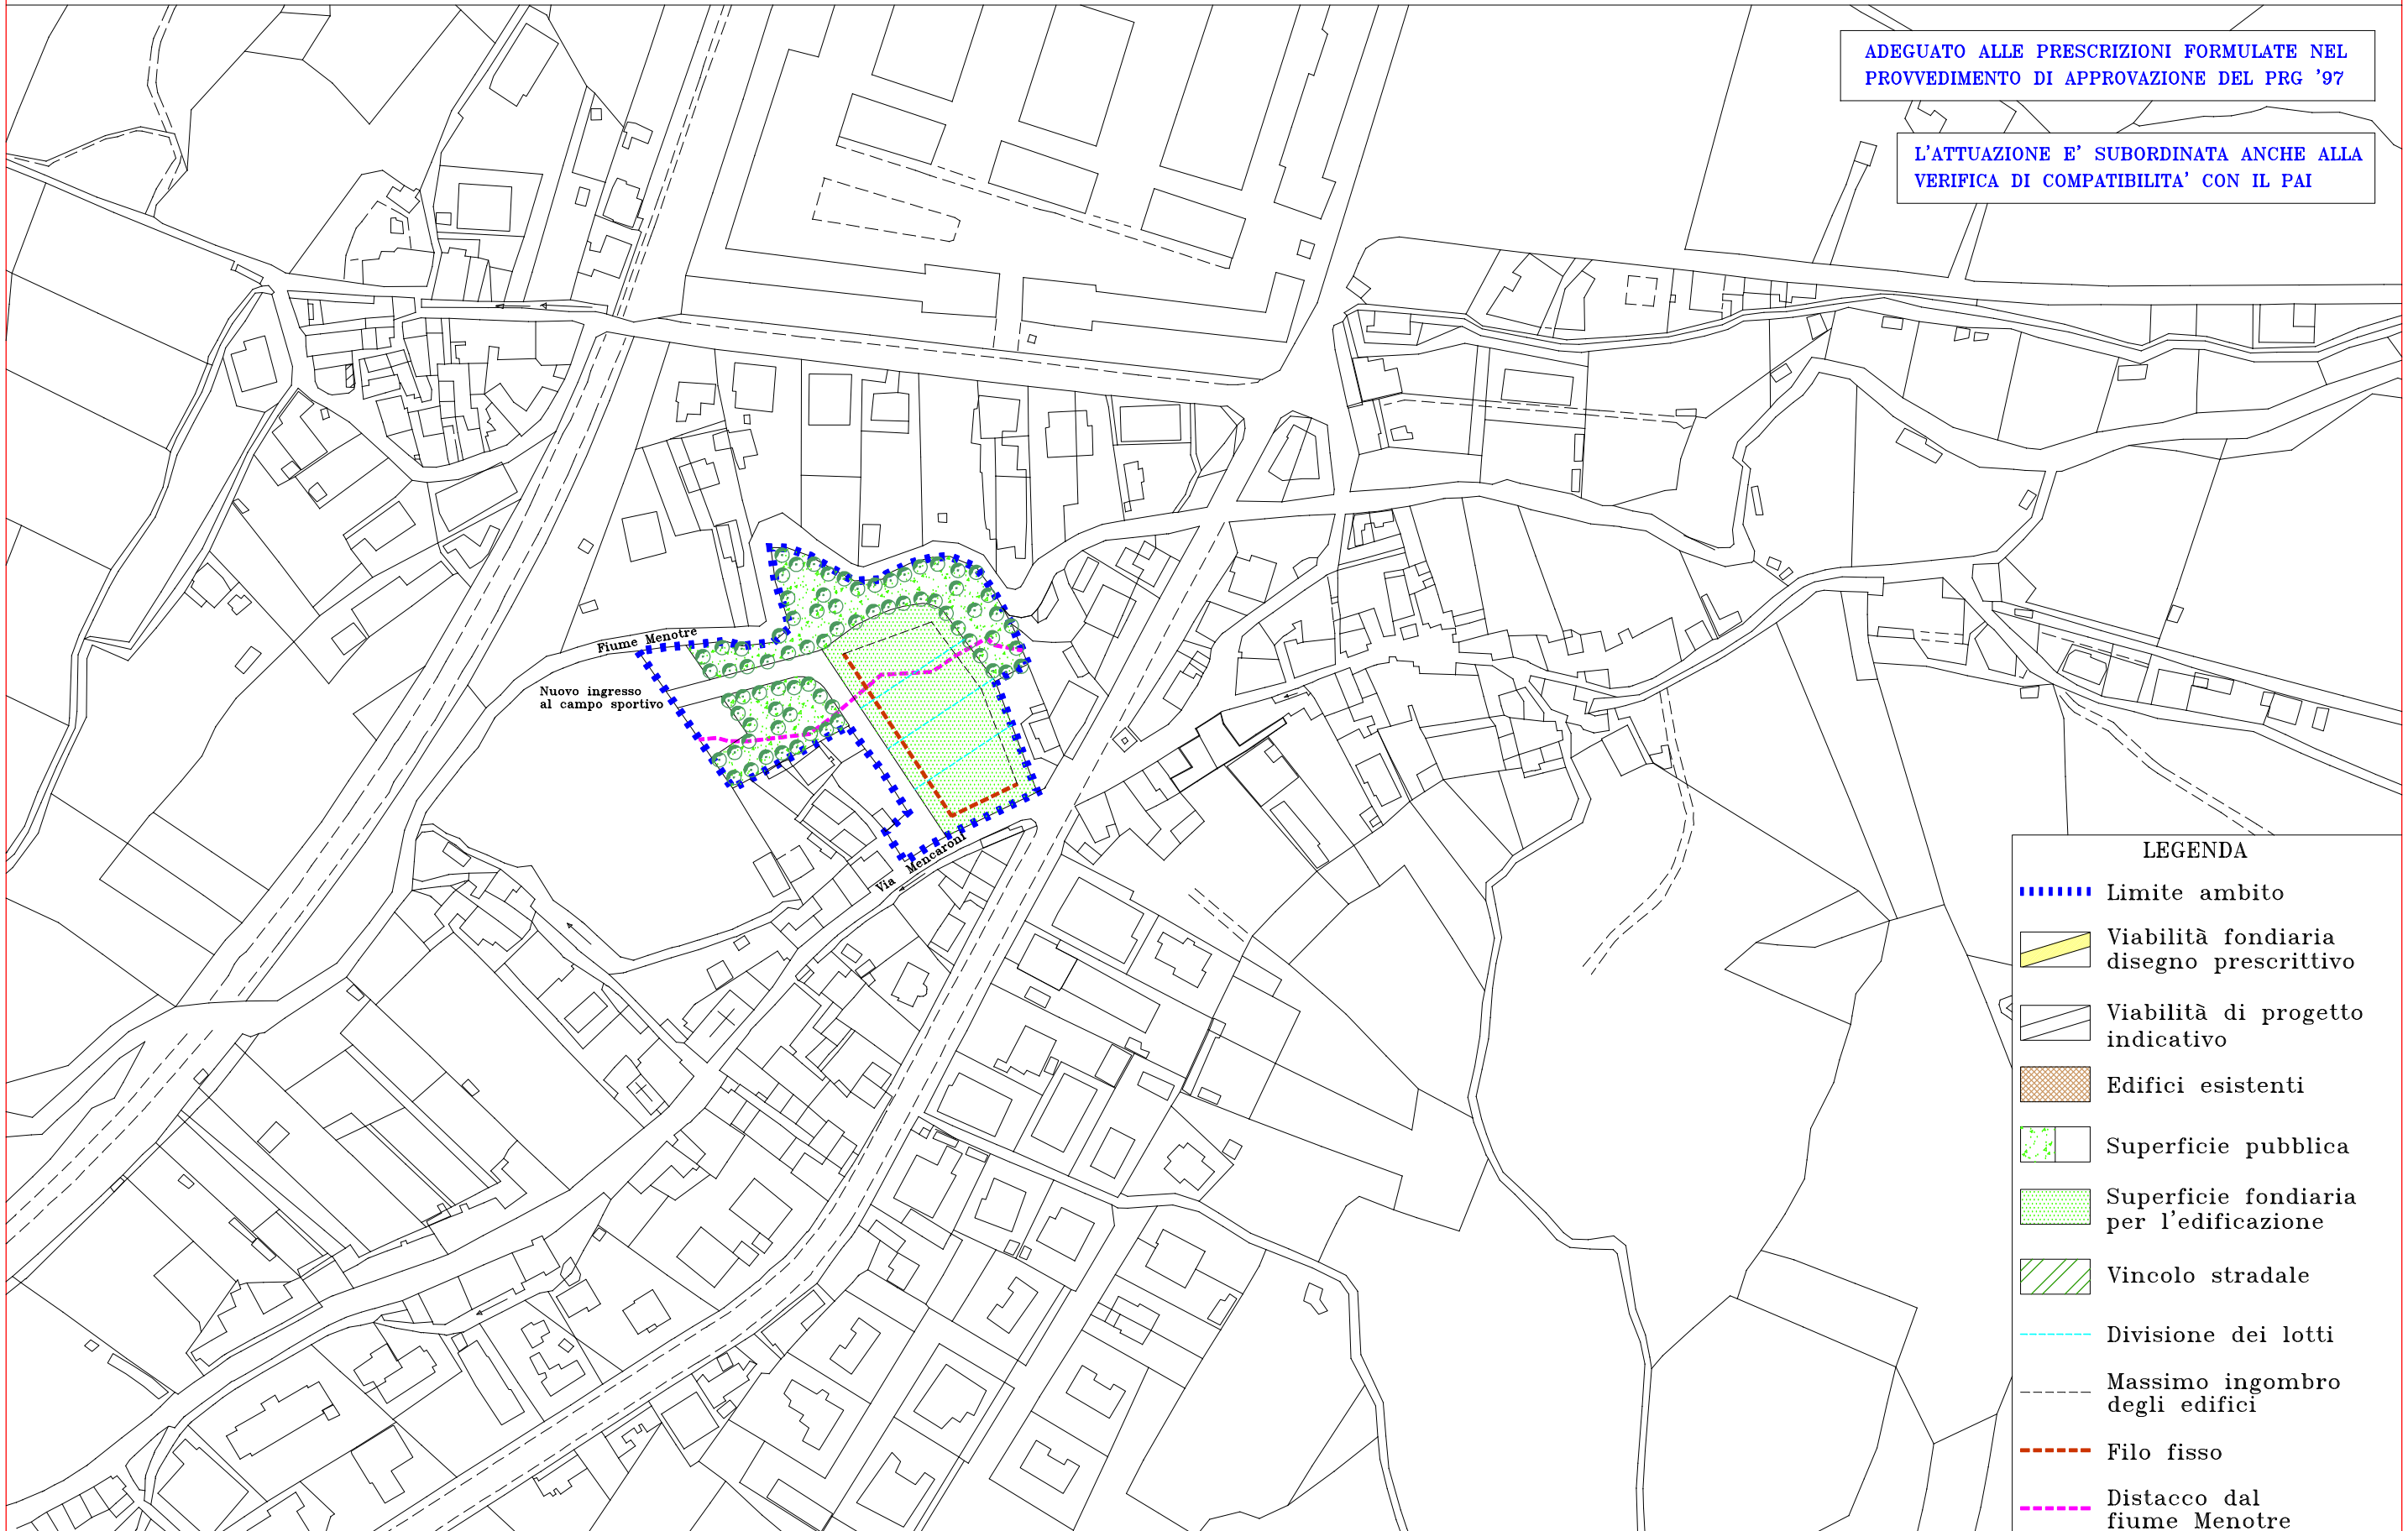 ADEGUATO ALLE PRESCRIZIONI FORMULATE NEL
PROVVEDIMENTO DI APPROVAZIONE DEL PRG '97
L'ATTUAZIONE E' SUBORDINATA ANCHE ALLA
VERIFICA DI COMPATIBILITA' CON IL PAI
Fiume Menotre
Nuovo ingresso
al campo sportivo
Via Mencaroni
LEGENDA
Limite ambito
Viabilità fondiaria
disegno prescrittivo
Viabilità di progetto
indicativo
Edifici esistenti
Superficie pubblica
Superficie fondiaria
per l'edificazione
Vincolo stradale
Divisione dei lotti
Massimo ingombro
degli edifici
Filo fisso
Distacco dal
fiume Menotre